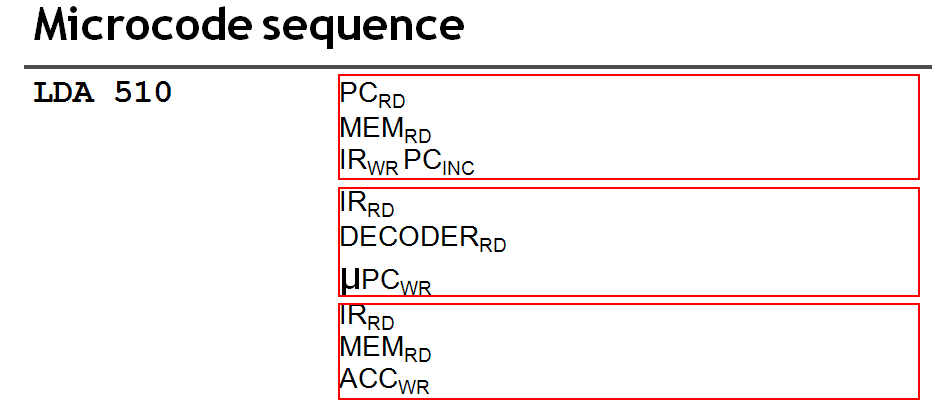 Microcode sequence
LDA 510
PCRD
MEMRD
IRWR PCINC
IRRD
DECODERRD
µPCWR
IRRD
MEMRD
ACCWR